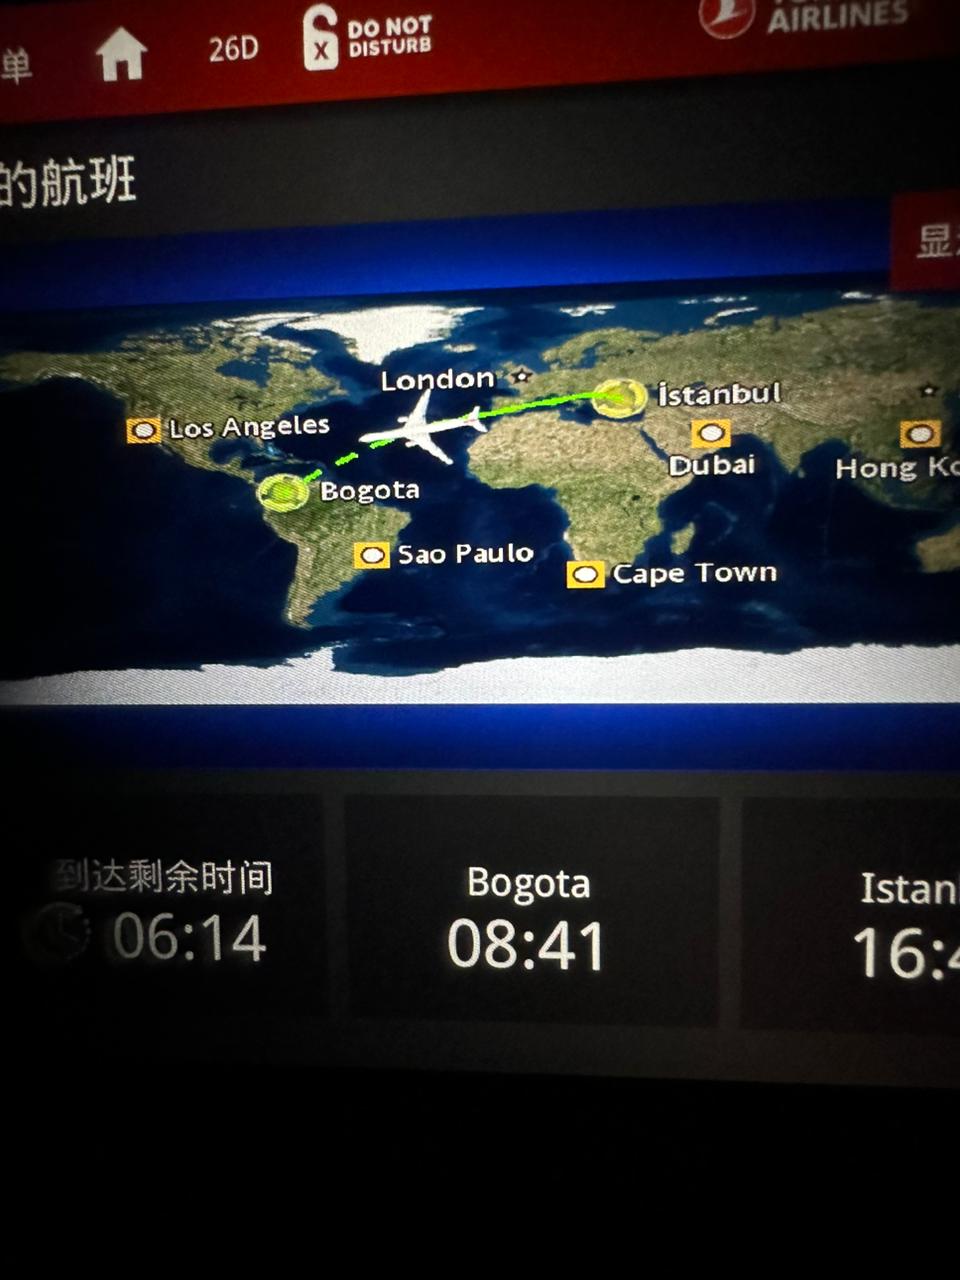 单
26D
DO NOT
DISTURB
AIRLINES
的航班
London
İstanbul
Los Angeles
Dubai
Hong Ko
Bogota
Sao Paulo
Cape Town
到达剩余时间
06:14
Bogota
08:41
Istan
16:4